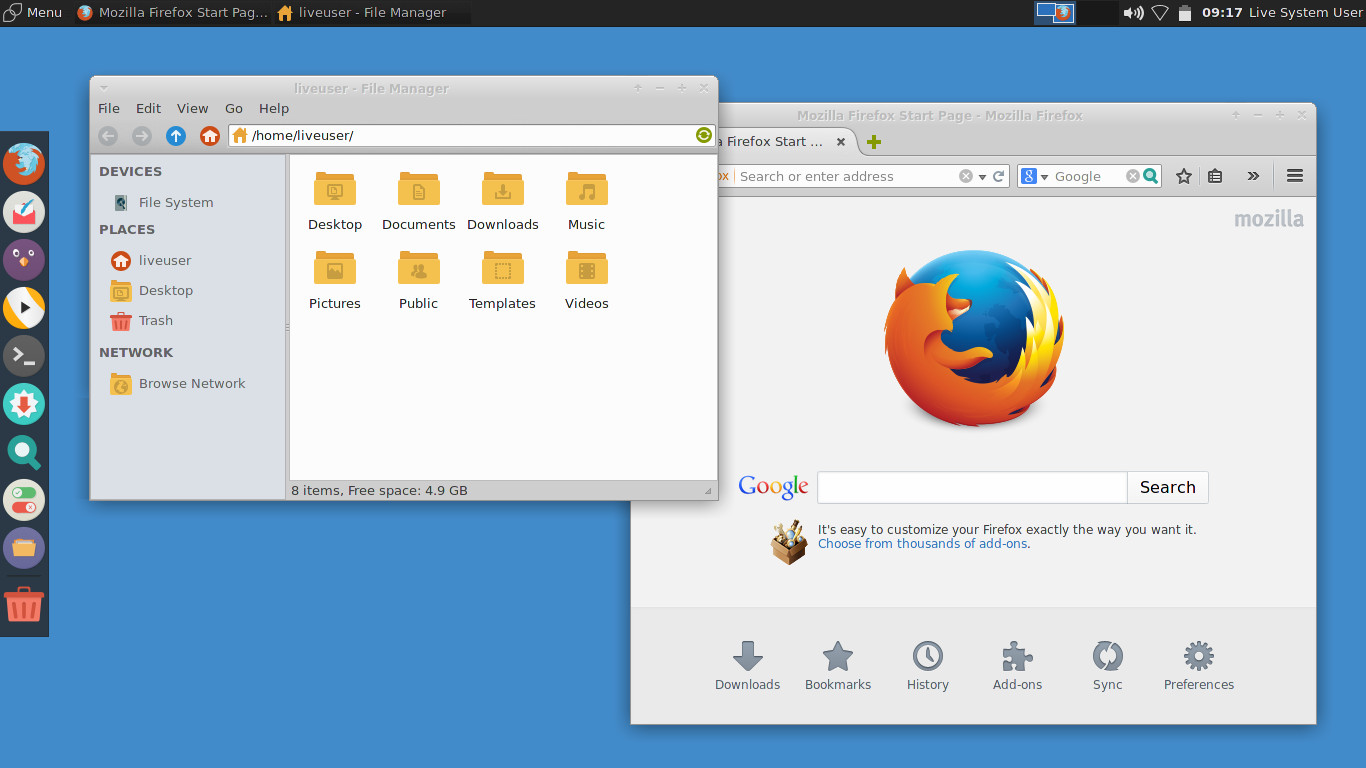 Menu
Mozilla Firefox Start Pag...
liveuser - File Manager
09:17 Live System User
liveuser - File Manager
File Edit View Go Help
/home/liveuser/
DEVICES
File System
PLACES
liveuser
Desktop
Trash
NETWORK
Browse Network
Desktop Documents Downloads Music
Pictures Public Templates Videos
8 items, Free space: 4.9 GB
Mozilla Firefox Start Page - Mozilla Firefox
Firefox Start ...
Search or enter address
Google
mozilla
Google
Search
It's easy to customize your Firefox exactly the way you want it.
Choose from thousands of add-ons.
Downloads Bookmarks History Add-ons Sync Preferences